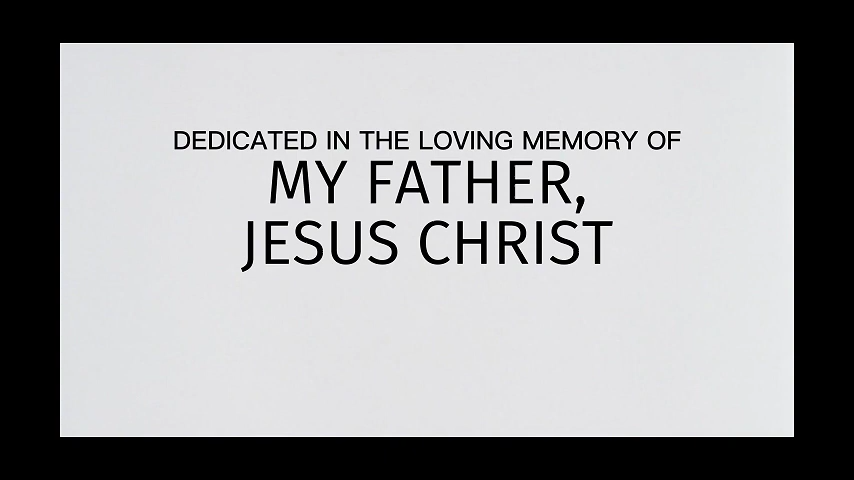 DEDICATED IN THE LOVING MEMORY OF
MY FATHER,
JESUS CHRIST